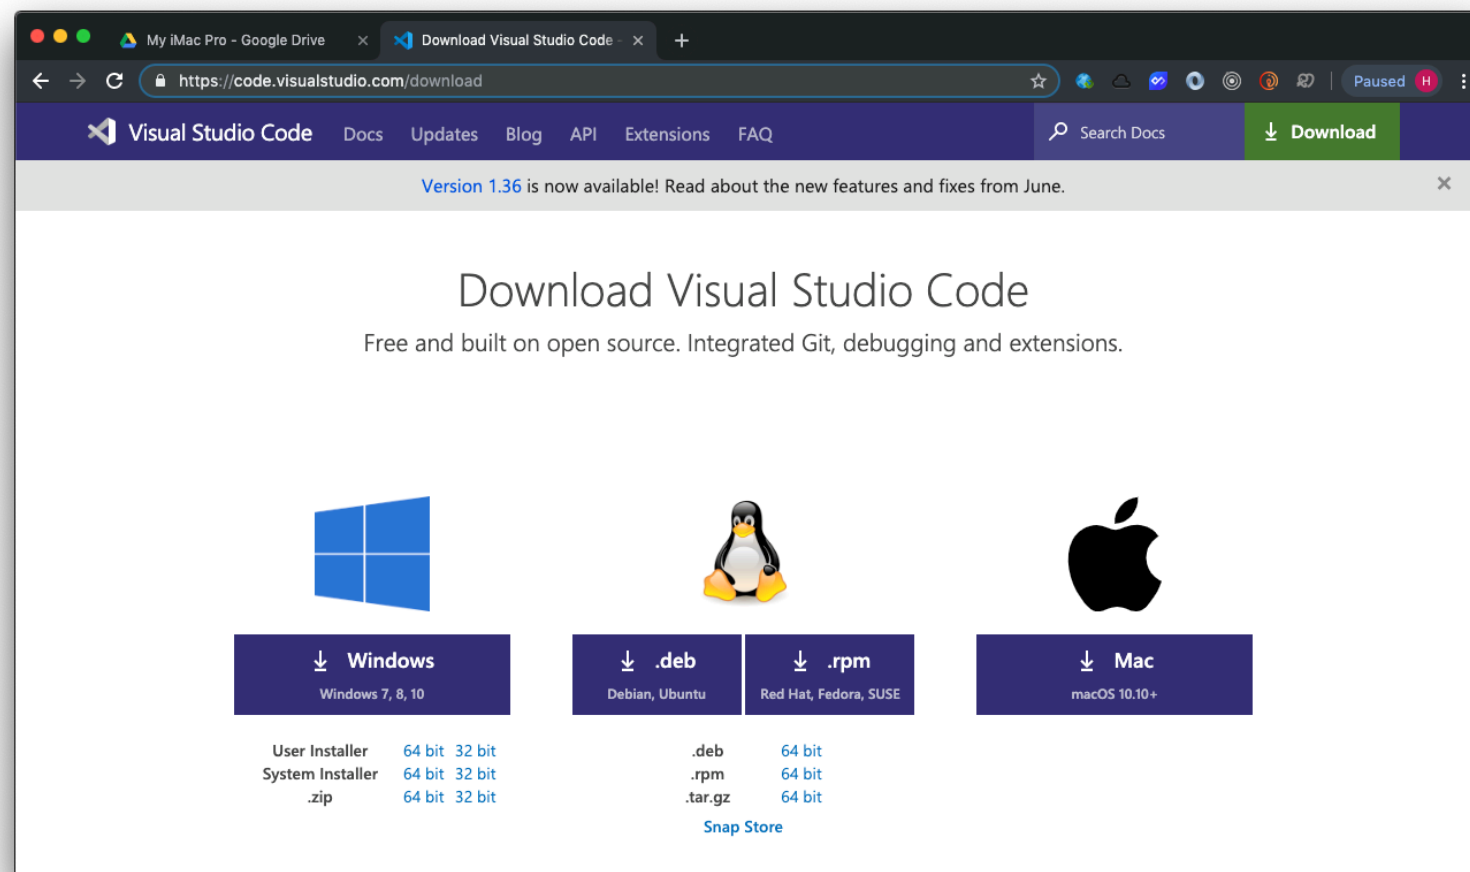 My iMac Pro - Google Drive
Download Visual Studio Code -
https://code.visualstudio.com/download
Paused H
Visual Studio Code Docs Updates Blog API Extensions FAQ Search Docs Download
Version 1.36 is now available! Read about the new features and fixes from June.
Download Visual Studio Code
Free and built on open source. Integrated Git, debugging and extensions.
Windows
Windows 7, 8, 10
.deb
Debian, Ubuntu
.rpm
Red Hat, Fedora, SUSE
Mac
macOS 10.10+
User Installer 64 bit 32 bit
System Installer 64 bit 32 bit
.zip 64 bit 32 bit
.deb 64 bit
.rpm 64 bit
.tar.gz 64 bit
Snap Store